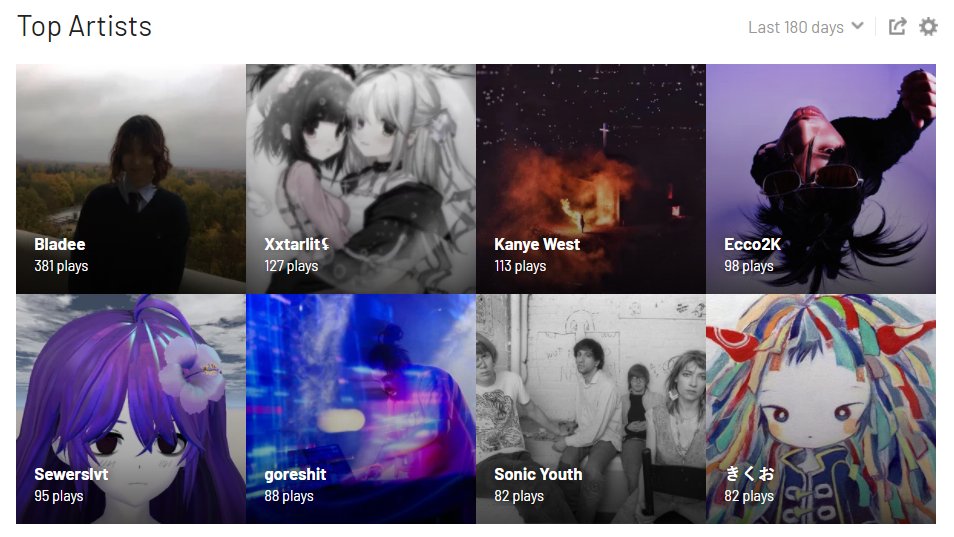 Top Artists
Last 180 days
Bladee
381 plays
Xxtarlit⚸
127 plays
Kanye West
113 plays
Ecco2K
98 plays
Sewerslvt
95 plays
goreshit
88 plays
Sonic Youth
82 plays
きくお
82 plays